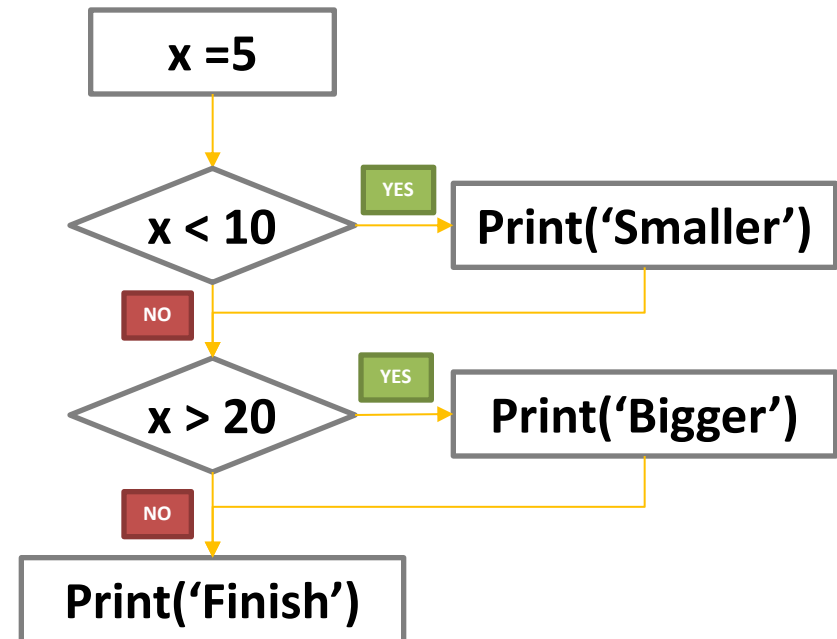 x =5
x < 10
YES
Print(‘Smaller’)
NO
x > 20
YES
Print(‘Bigger’)
NO
Print(‘Finish’)